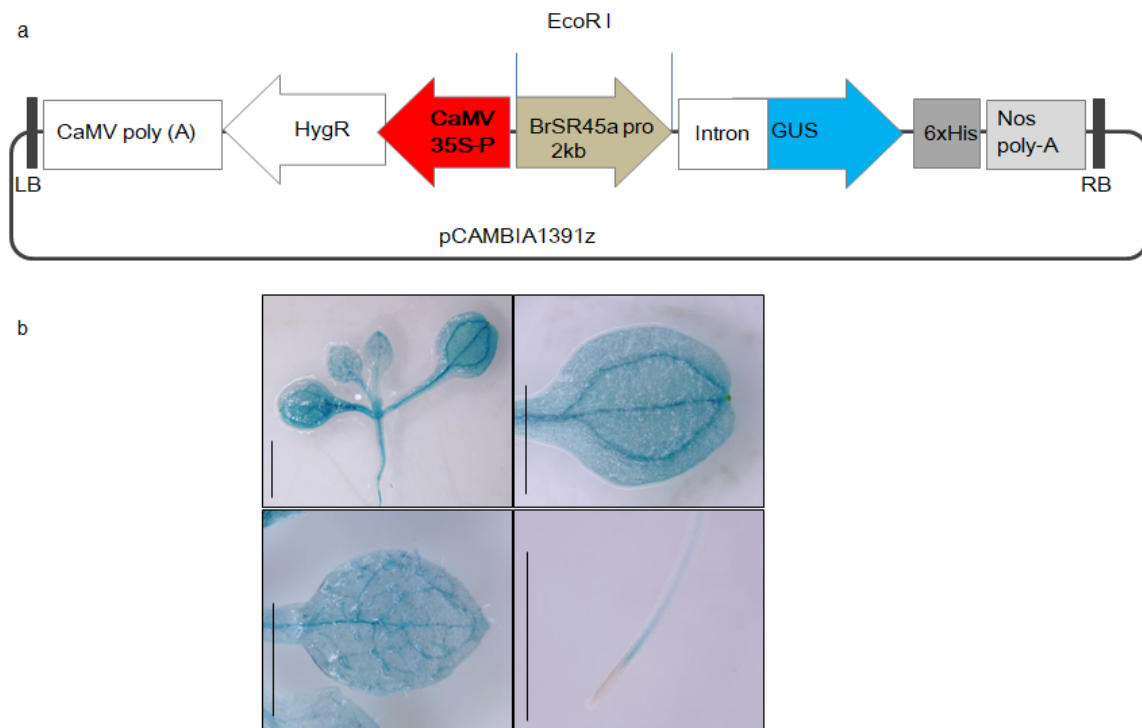 a
EcoR I
CaMV poly (A)
HygR
CaMV
35S-P
BrSR45a pro
2kb
Intron
GUS
6xHis
Nos
poly-A
LB
RB
pCAMBIA1391z
b